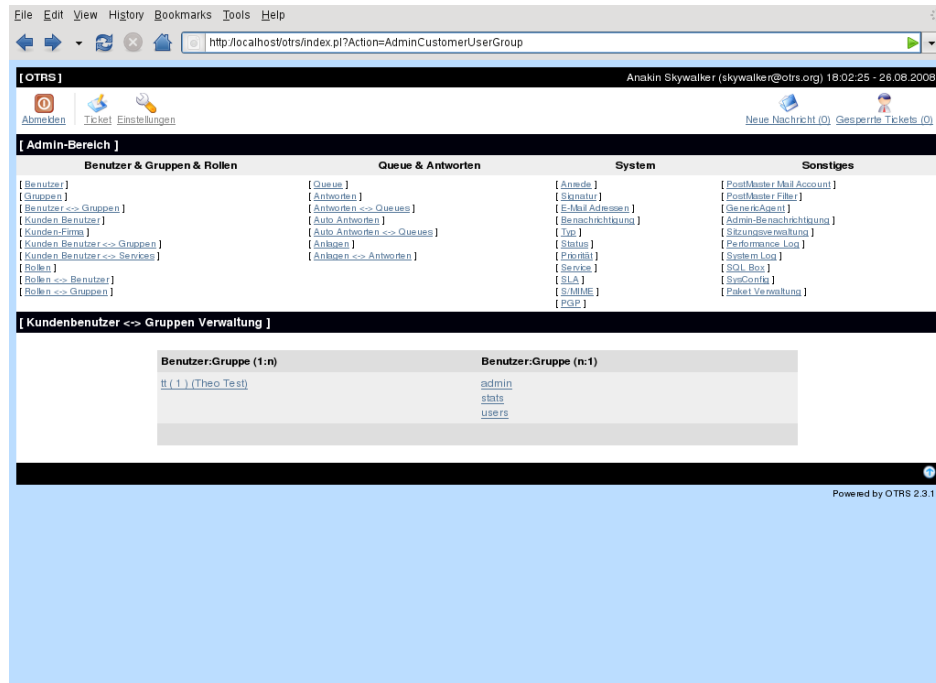 File Edit View History Bookmarks Tools Help
http://localhost/otrs/index.pl?Action=AdminCustomerUserGroup
[ OTRS ] Anakin Skywalker (skywalker@otrs.org) 18:02:25 - 26.08.2008
Abmelden Ticket Einstellungen Neue Nachricht (0) Gesperrte Tickets (0)
[ Admin-Bereich ]
Benutzer & Gruppen & Rollen Queue & Antworten System Sonstiges
[ Benutzer ] [ Queue ] [ Anrede ] [ PostMaster Mail Account ]
[ Gruppen ] [ Antworten ] [ Signatur ] [ PostMaster Filter ]
[ Benutzer <-> Gruppen ] [ Antworten <-> Queues ] [ E-Mail Adressen ] [ GenericAgent ]
[ Kunden Benutzer ] [ Auto Antworten ] [ Benachrichtigung ] [ Admin-Benachrichtigung ]
[ Kunden-Firma ] [ Auto Antworten <-> Queues ] [ Typ ] [ Sitzungsverwaltung ]
[ Kunden Benutzer <-> Gruppen ] [ Anlagen ] [ Status ] [ Performance Log ]
[ Kunden Benutzer <-> Services ] [ Anlagen <-> Antworten ] [ Priorität ] [ System Log ]
[ Rollen ] [ Service ] [ SQL Box ]
[ Rollen <-> Benutzer ] [ SLA ] [ SysConfig ]
[ Rollen <-> Gruppen ] [ S/MIME ] [ Paket Verwaltung ]
[ PGP ]
[ Kundenbenutzer <-> Gruppen Verwaltung ]
Benutzer:Gruppe (1:n) Benutzer:Gruppe (n:1)
tt ( 1 ) (Theo Test) admin
stats
users
Powered by OTRS 2.3.1